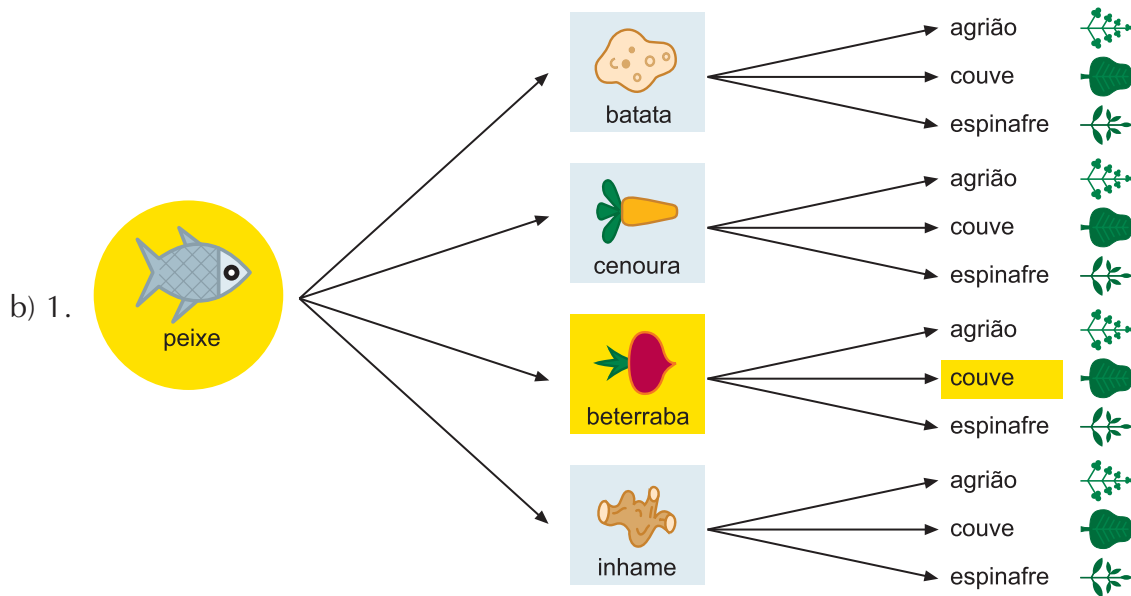 b) 1.
peixe
batata
agrião
couve
espinafre
cenoura
agrião
couve
espinafre
beterraba
agrião
couve
espinafre
inhame
agrião
couve
espinafre